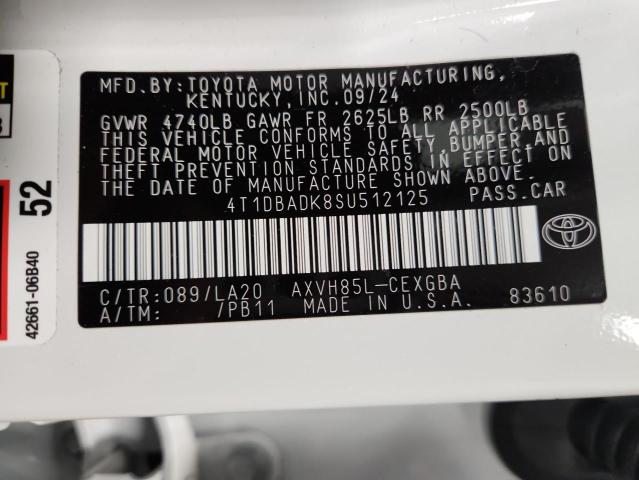 MFD.BY:TOYOTA MOTOR MANUFACTURING,
KENTUCKY,INC.09/24
GVWR 4740LB GAWR FR 2625LB RR 2500LB
THIS VEHICLE CONFORMS TO ALL APPLICABLE
FEDERAL MOTOR VEHICLE SAFETY,BUMPER,AND
THEFT PREVENTION STANDARDS IN EFFECT ON
THE DATE OF MANUFACTURE SHOWN ABOVE.
4T1DBADK8SU512125 PASS.CAR
C/TR:089/LA20 AXVH85L-CEXGBA
A/TM: /PB11 MADE IN U.S.A. 83610
52
42661-06B40